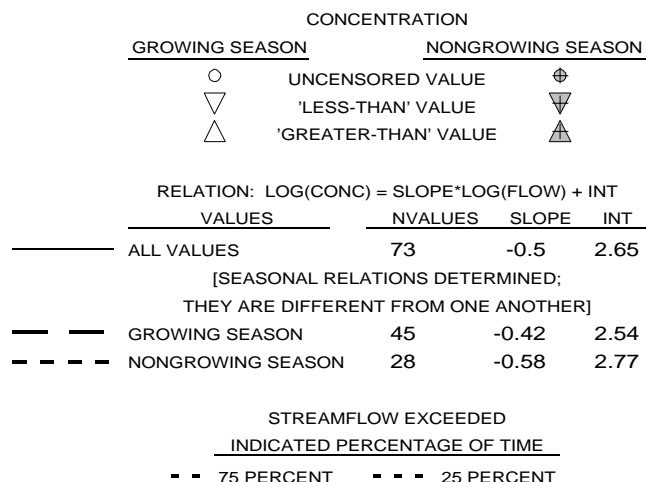 CONCENTRATION
GROWING SEASON NONGROWING SEASON
UNCENSORED VALUE
'LESS-THAN' VALUE
'GREATER-THAN' VALUE
RELATION: LOG(CONC) = SLOPE*LOG(FLOW) + INT
VALUES NVALUES SLOPE INT
ALL VALUES 73 -0.5 2.65
[SEASONAL RELATIONS DETERMINED;
THEY ARE DIFFERENT FROM ONE ANOTHER]
GROWING SEASON 45 -0.42 2.54
NONGROWING SEASON 28 -0.58 2.77
STREAMFLOW EXCEEDED
INDICATED PERCENTAGE OF TIME
75 PERCENT 25 PERCENT